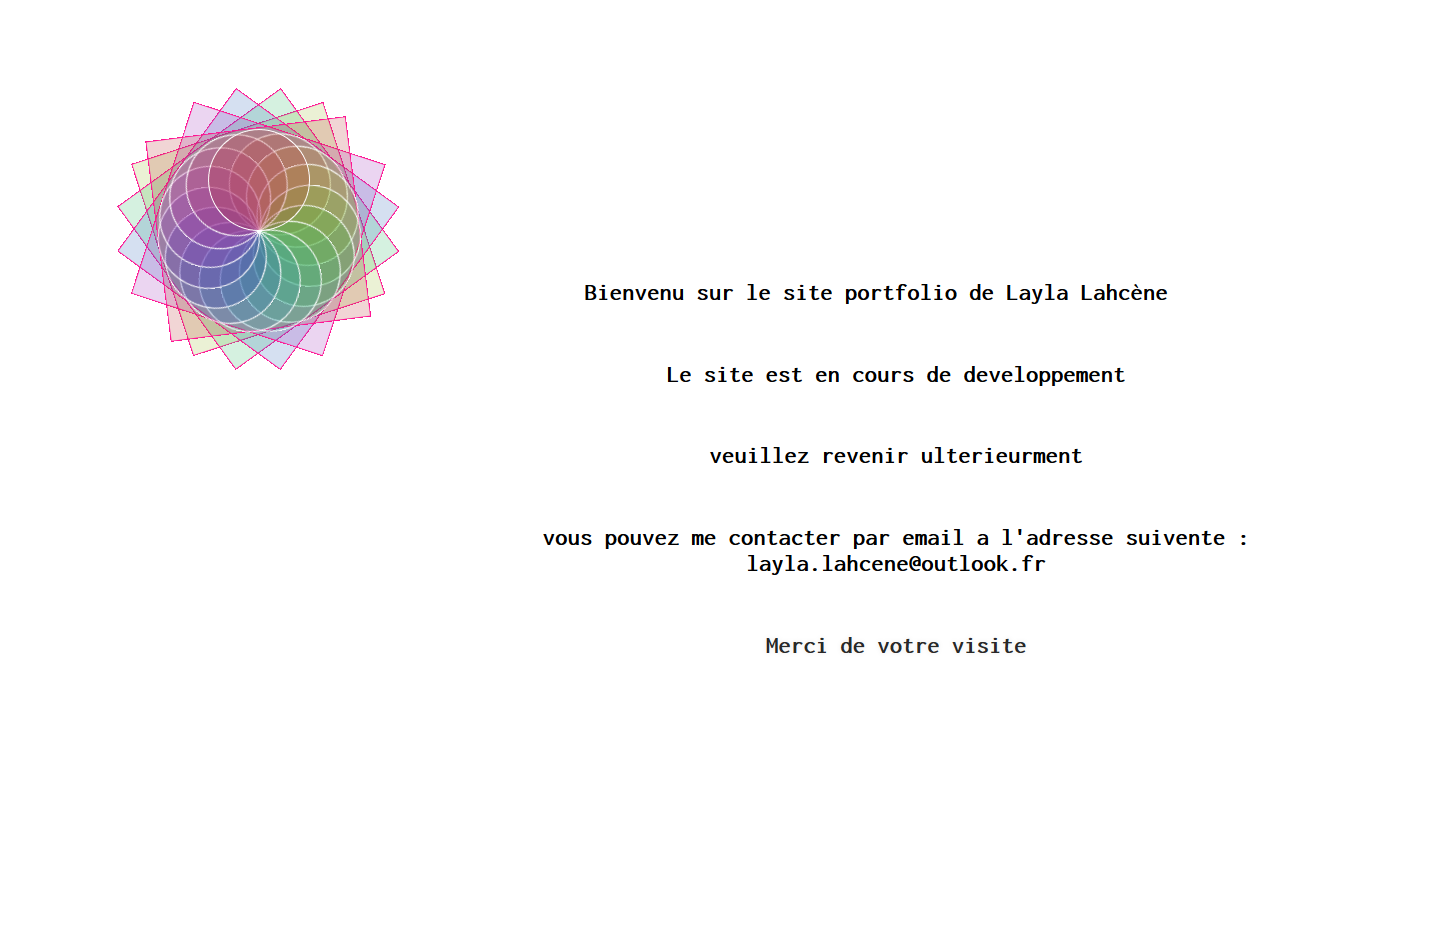 Bienvenu sur le site portfolio de Layla Lahcène
Le site est en cours de developpement
veuillez revenir ulterieurment
vous pouvez me contacter par email a l'adresse suivente :
layla.lahcene@outlook.fr
Merci de votre visite